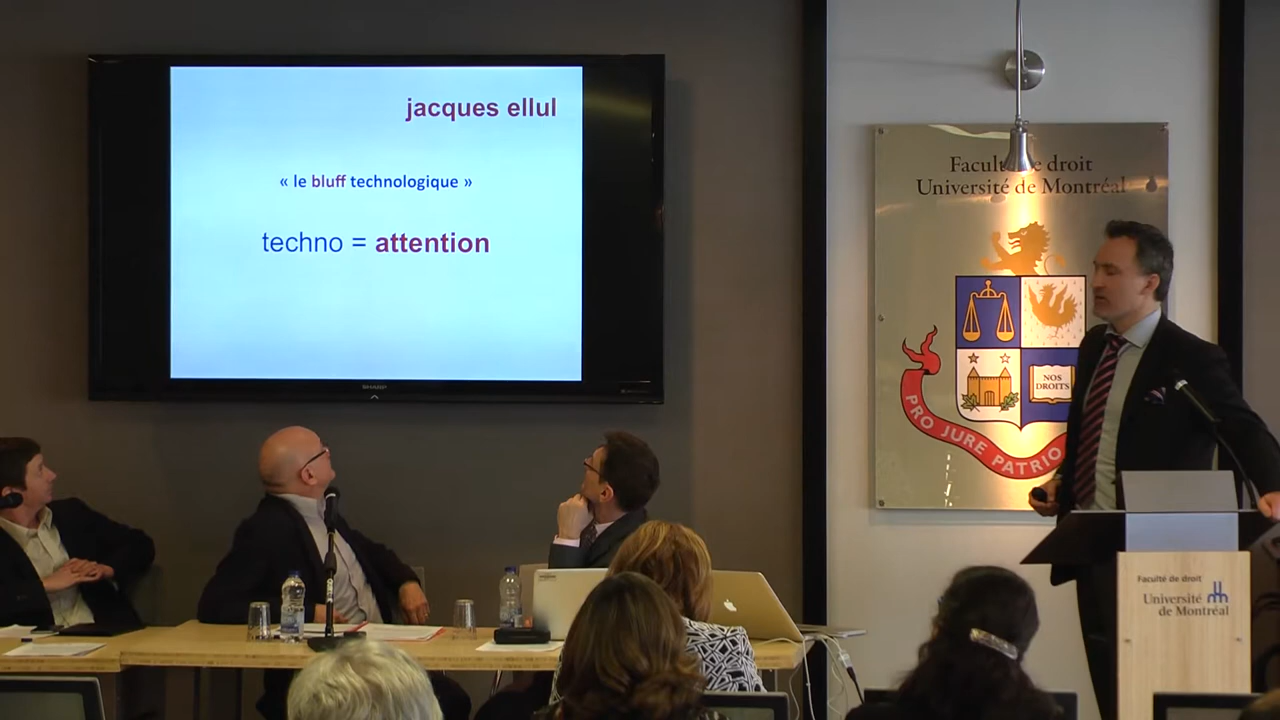 jacques ellul
« le bluff technologique »
techno = attention
SHARP
Faculté de droit
Université de Montréal
NOS
DROITS
PRO JURE PATRIO
Faculté de droit
Université
de Montréal